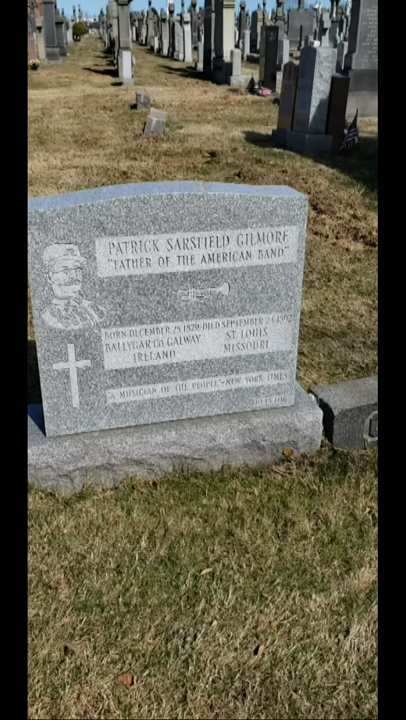 PATRICK SARSFIELD GILMORE
"FATHER OF THE AMERICAN BAND"
BORN DECEMBER 25 1829 DIED SEPTEMBER 24 1892
BALLYGAR CO. GALWAY ST. LOUIS
IRELAND MISSOURI
"A MUSICIAN OF THE PEOPLE" - NEW YORK TIMES